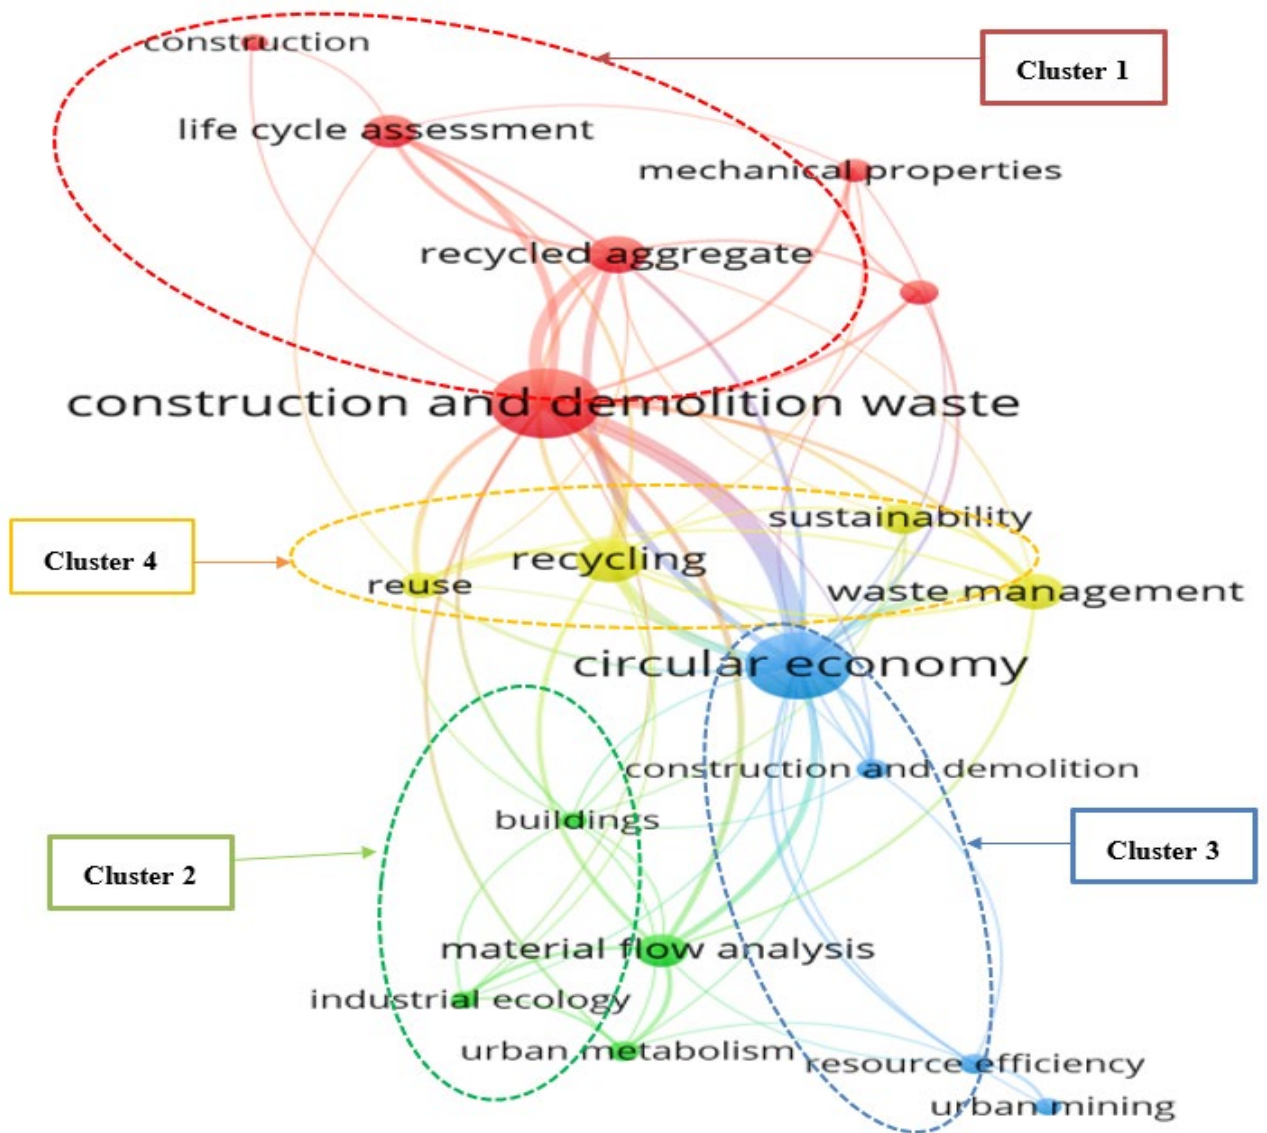 construction
Cluster 1
life cycle assessment
mechanical properties
recycled aggregate
construction and demolition waste
sustainability
Cluster 4
recycling
reuse
waste management
circular economy
construction and demolition
buildings
Cluster 3
Cluster 2
material flow analysis
industrial ecology
urban metabolism
resource efficiency
urban mining